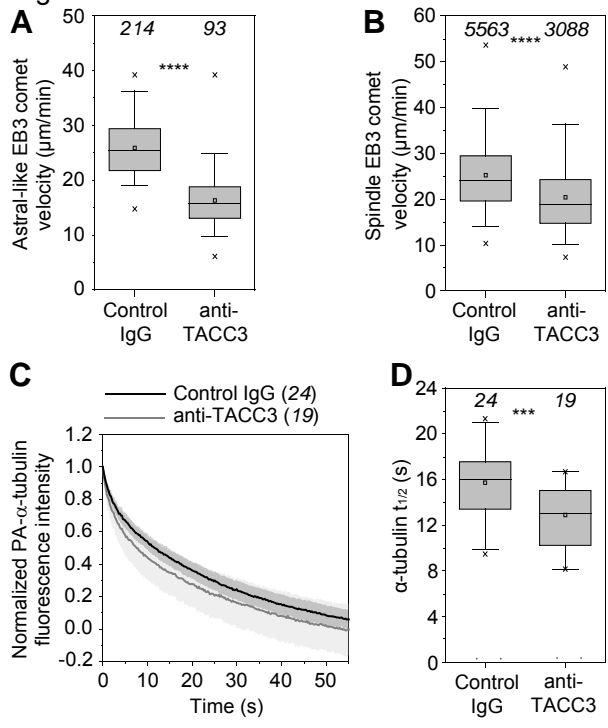 A
214
93
****
50
40
30
20
10
0
Astral-like EB3 comet
velocity (µm/min)
Control
IgG
anti-
TACC3
B
5563
3088
****
60
50
40
30
20
10
0
Spindle EB3 comet
velocity (µm/min)
Control
IgG
anti-
TACC3
C
Control IgG (24)
anti-TACC3 (19)
1.2
1.0
0.8
0.6
0.4
0.2
0.0
-0.2
Normalized PA-α-tubulin
fluorescence intensity
0 10 20 30 40 50
Time (s)
D
24
19
***
24
20
16
12
8
4
0
α-tubulin t1/2 (s)
Control
IgG
anti-
TACC3